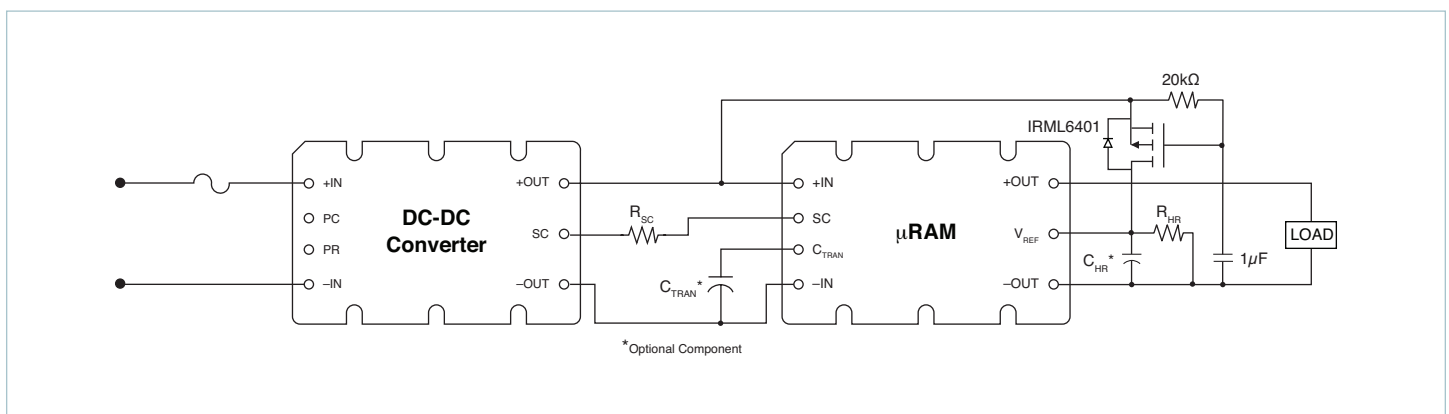 20kΩ
IRML6401
+IN
PC
PR
–IN
DC-DC
Converter
+OUT
SC
–OUT
R_SC
C_TRAN*
*Optional Component
+IN
SC
C_TRAN
–IN
µRAM
+OUT
V_REF
–OUT
R_HR
C_HR*
1µF
LOAD